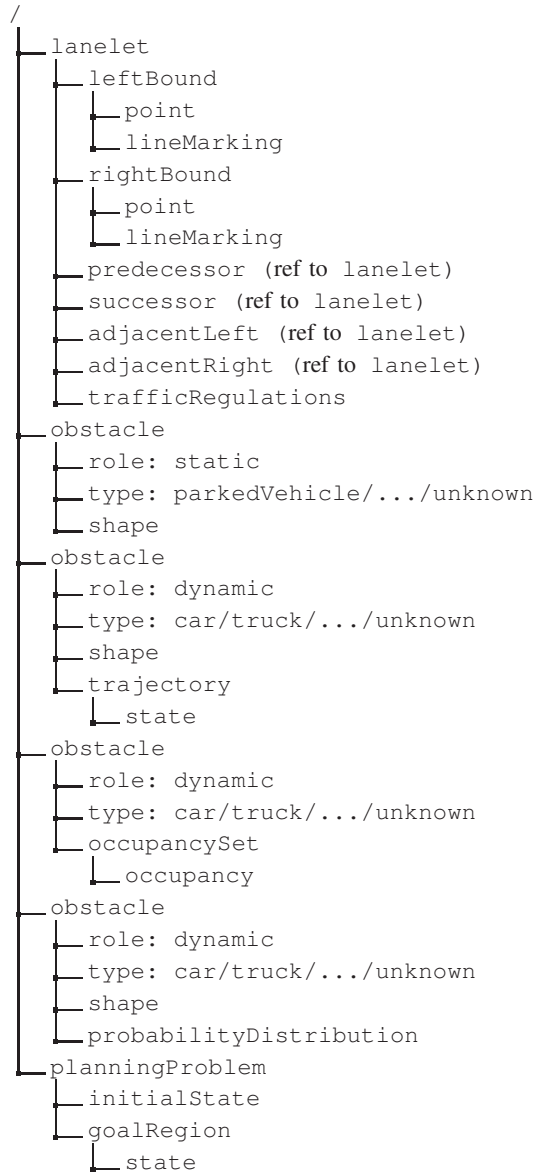 /
lanelet
leftBound
point
lineMarking
rightBound
point
lineMarking
predecessor (ref to lanelet)
successor (ref to lanelet)
adjacentLeft (ref to lanelet)
adjacentRight (ref to lanelet)
trafficRegulations
obstacle
role: static
type: parkedVehicle/.../unknown
shape
obstacle
role: dynamic
type: car/truck/.../unknown
shape
trajectory
state
obstacle
role: dynamic
type: car/truck/.../unknown
occupancySet
occupancy
obstacle
role: dynamic
type: car/truck/.../unknown
shape
probabilityDistribution
planningProblem
initialState
goalRegion
state